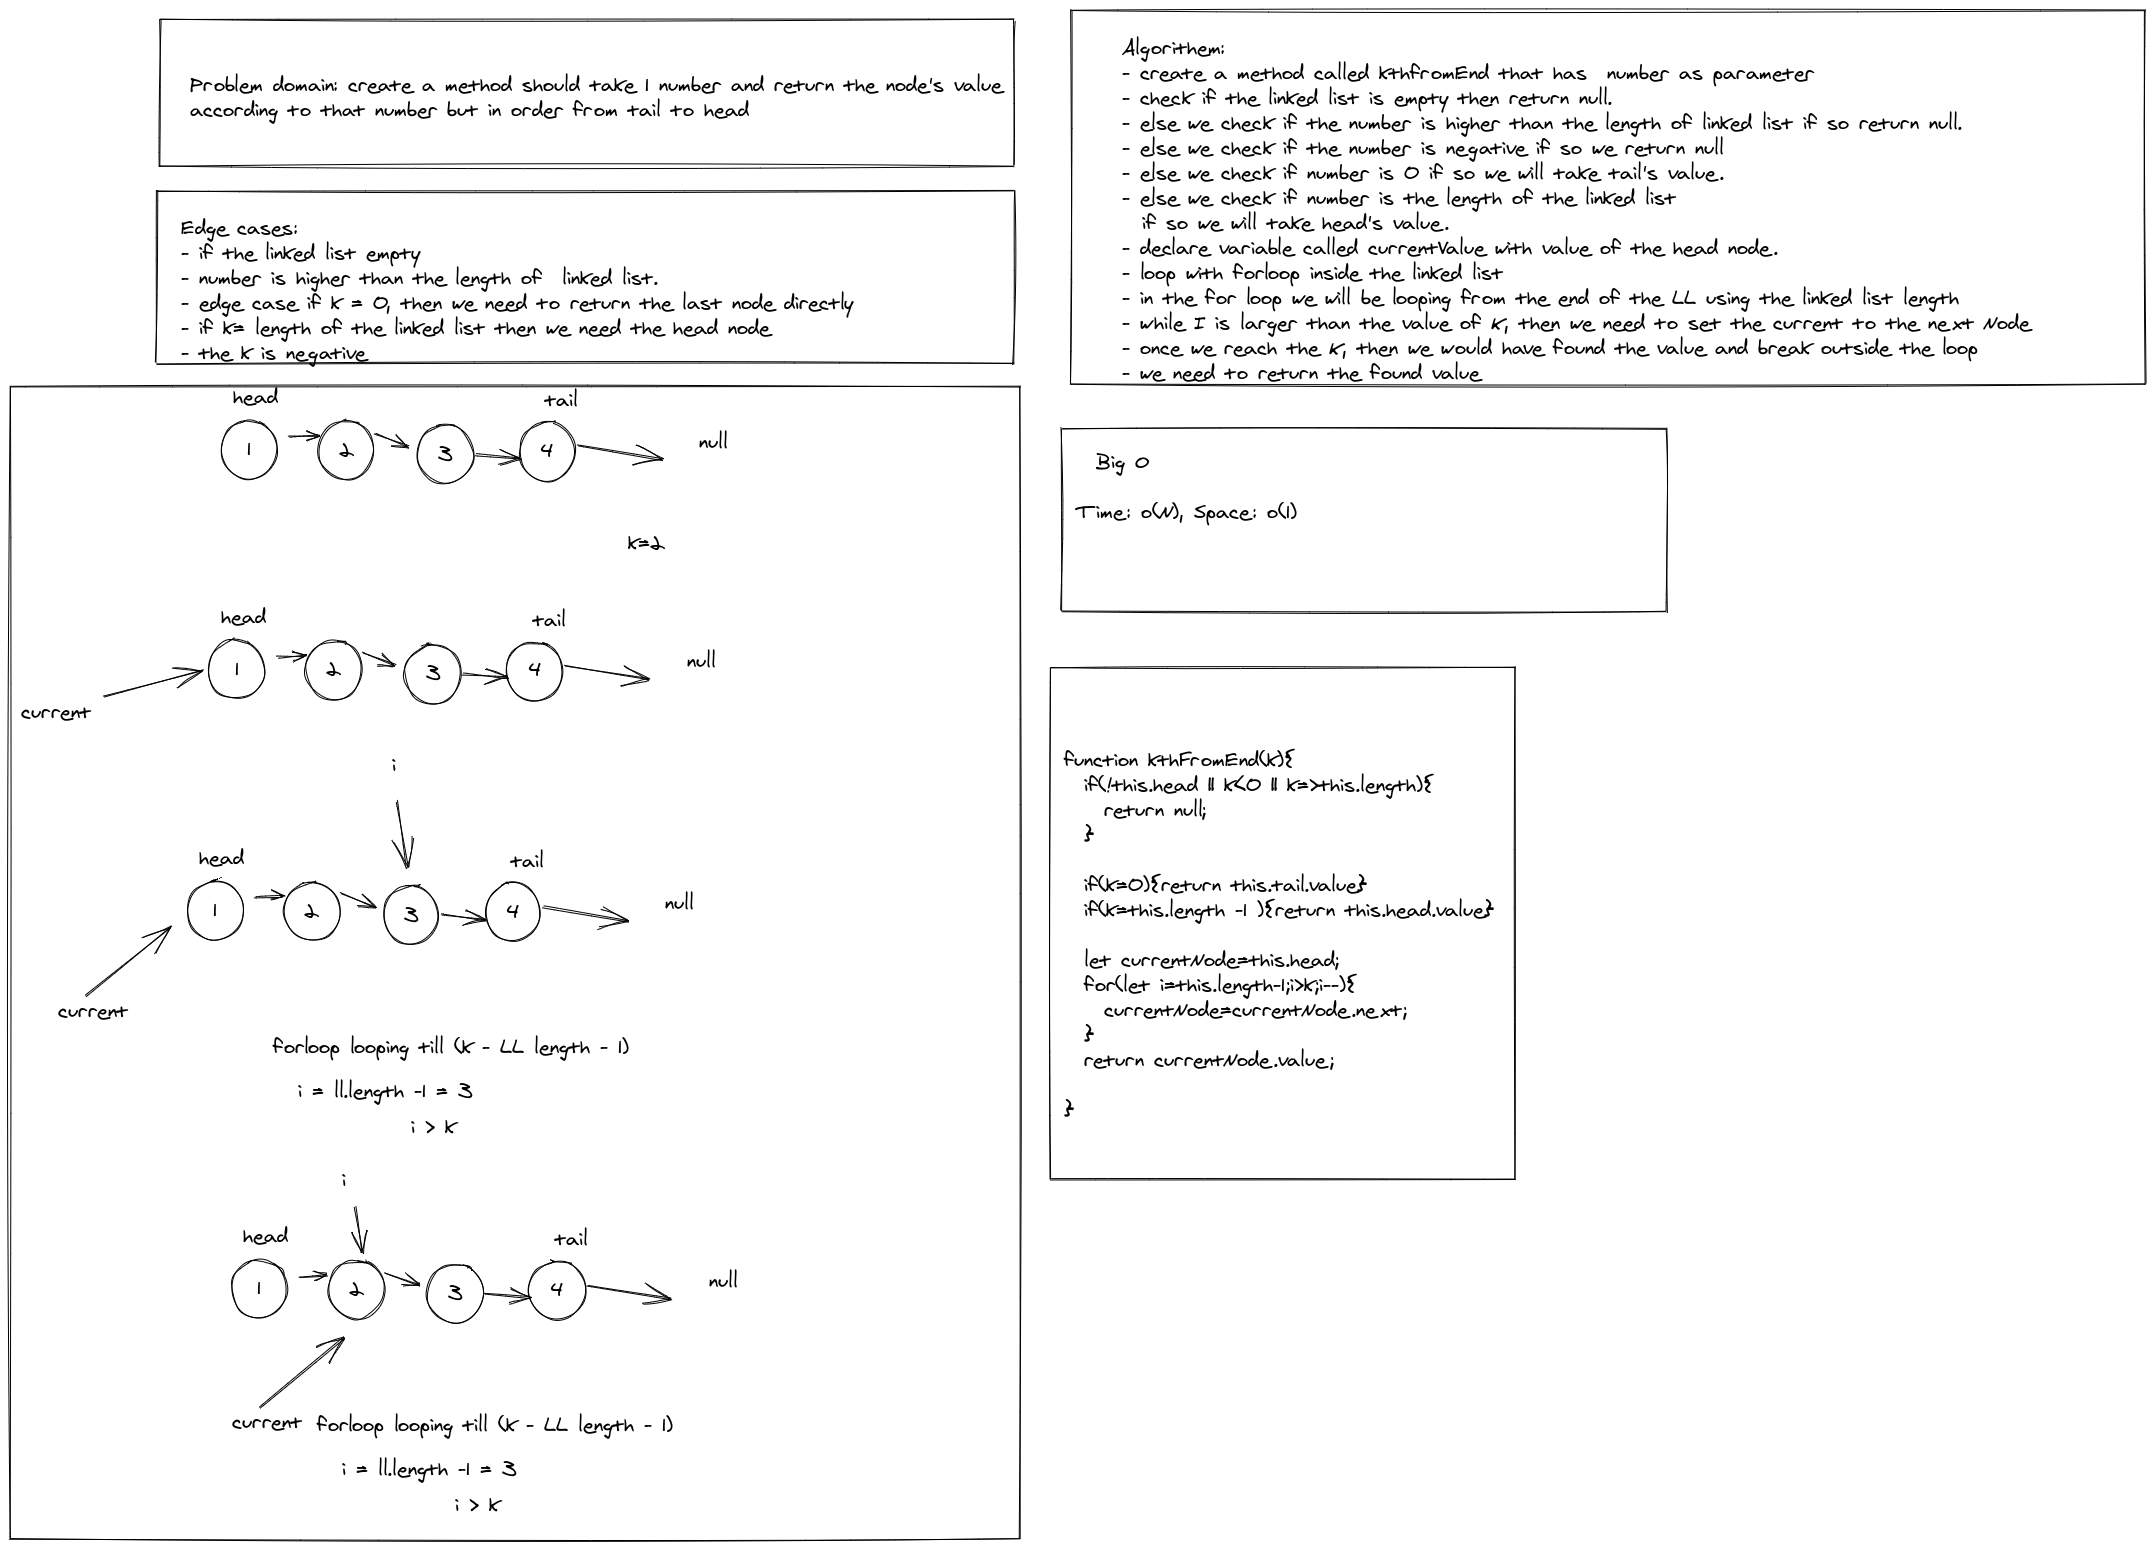 Problem domain: create a method should take 1 number and return the node's value
according to that number but in order from tail to head
Edge cases:
- if the linked list empty
- number is higher than the length of linked list.
- edge case if K = 0, then we need to return the last node directly
- if k= length of the linked list then we need the head node
- the K is negative
head
tail
1
2
3
4
null
k=2
head
tail
1
2
3
4
null
current
i
head
tail
1
2
3
4
null
current
forloop looping till (K - LL length - 1)
i = ll.length -1 = 3
i > K
i
head
tail
1
2
3
4
null
current forloop looping till (K - LL length - 1)
i = ll.length -1 = 3
i > K
Algorithem:
- create a method called kthfromEnd that has number as parameter
- check if the linked list is empty then return null.
- else we check if the number is higher than the length of linked list if so return null.
- else we check if the number is negative if so we return null
- else we check if number is 0 if so we will take tail's value.
- else we check if number is the length of the linked list
if so we will take head's value.
- declare variable called currentValue with value of the head node.
- loop with forloop inside the linked list
- in the for loop we will be looping from the end of the LL using the linked list length
- while I is larger than the value of K, then we need to set the current to the next Node
- once we reach the K, then we would have found the value and break outside the loop
- we need to return the found value
Big O
Time: o(N), Space: o(1)
function kthFromEnd(k){
if(!this.head || k<0 || k=>this.length){
return null;
}
if(k=0){return this.tail.value}
if(k=this.length -1 ){return this.head.value}
let currentNode=this.head;
for(let i=this.length-1;i>k;i--){
currentNode=currentNode.next;
}
return currentNode.value;
}